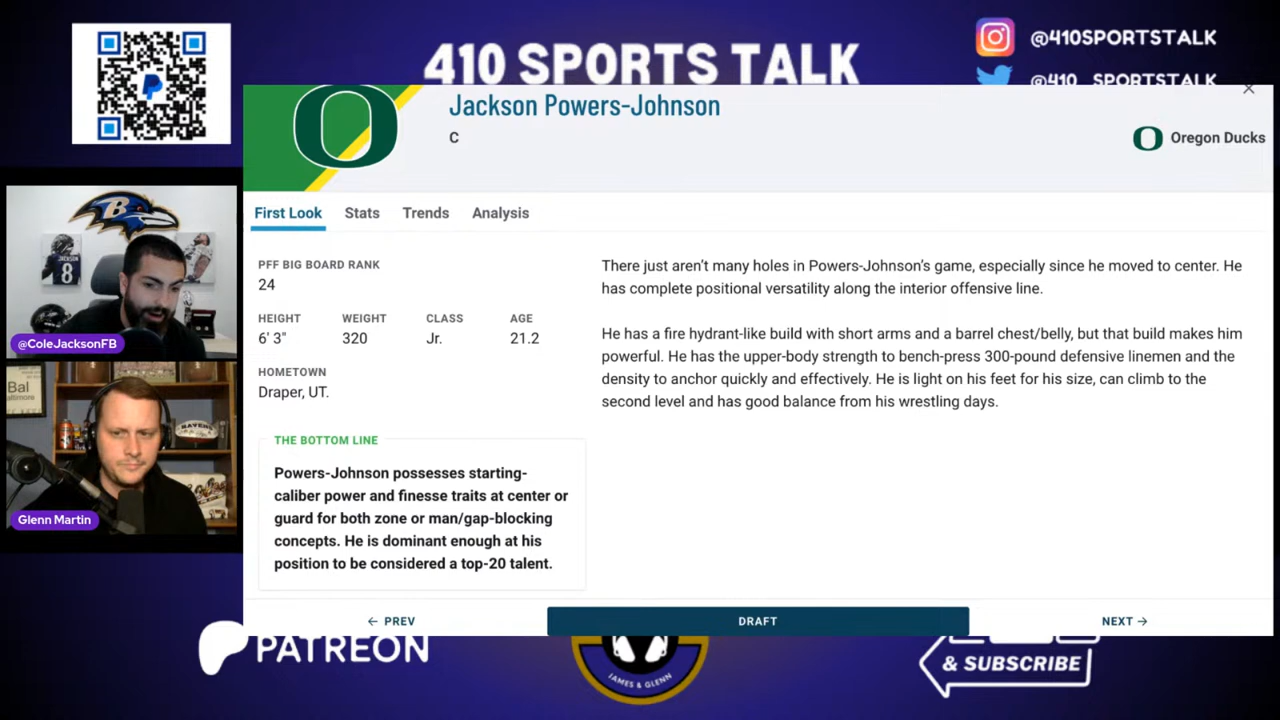 410 SPORTS TALK
@410SPORTSTALK
@410_SPORTSTALK
Jackson Powers-Johnson
C
Oregon Ducks
First Look Stats Trends Analysis
PFF BIG BOARD RANK
24
HEIGHT WEIGHT CLASS AGE
6' 3" 320 Jr. 21.2
HOMETOWN
Draper, UT.
THE BOTTOM LINE
Powers-Johnson possesses starting-
caliber power and finesse traits at center or
guard for both zone or man/gap-blocking
concepts. He is dominant enough at his
position to be considered a top-20 talent.
There just aren’t many holes in Powers-Johnson’s game, especially since he moved to center. He
has complete positional versatility along the interior offensive line.
He has a fire hydrant-like build with short arms and a barrel chest/belly, but that build makes him
powerful. He has the upper-body strength to bench-press 300-pound defensive linemen and the
density to anchor quickly and effectively. He is light on his feet for his size, can climb to the
second level and has good balance from his wrestling days.
← PREV
DRAFT
NEXT →
B
JACKSON
8
@ColeJacksonFB
Bal
altimore
RAVENS
Glenn Martin
PATREON
JAMES & GLENN
& SUBSCRIBE